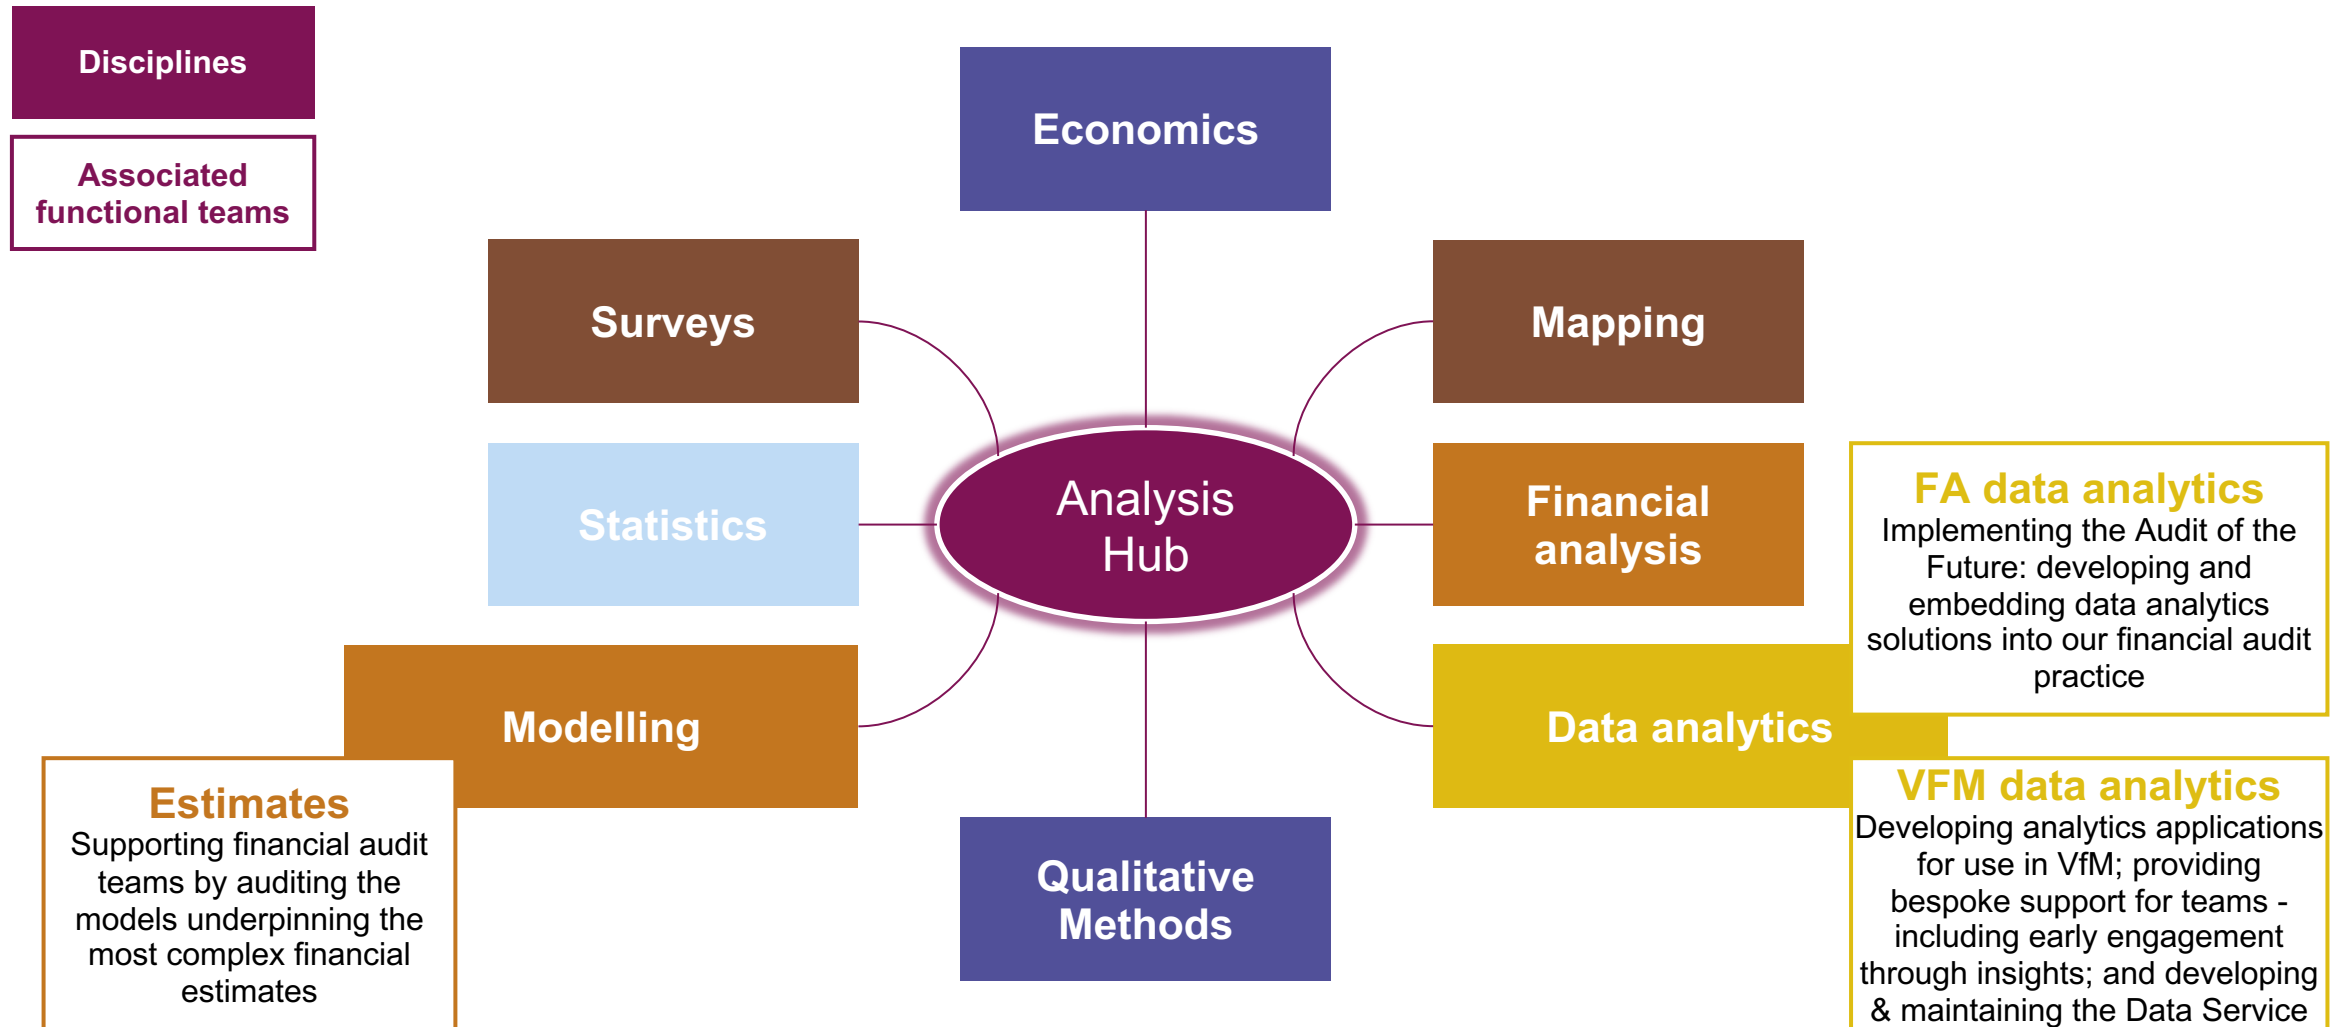 Disciplines
Associated
functional teams
Economics
Surveys
Mapping
Statistics
Analysis
Hub
Financial
analysis
FA data analytics
Implementing the Audit of the
Future: developing and
embedding data analytics
solutions into our financial audit
practice
Modelling
Data analytics
Estimates
Supporting financial audit
teams by auditing the
models underpinning the
most complex financial
estimates
Qualitative
Methods
VFM data analytics
Developing analytics applications
for use in VfM; providing
bespoke support for teams -
including early engagement
through insights; and developing
& maintaining the Data Service